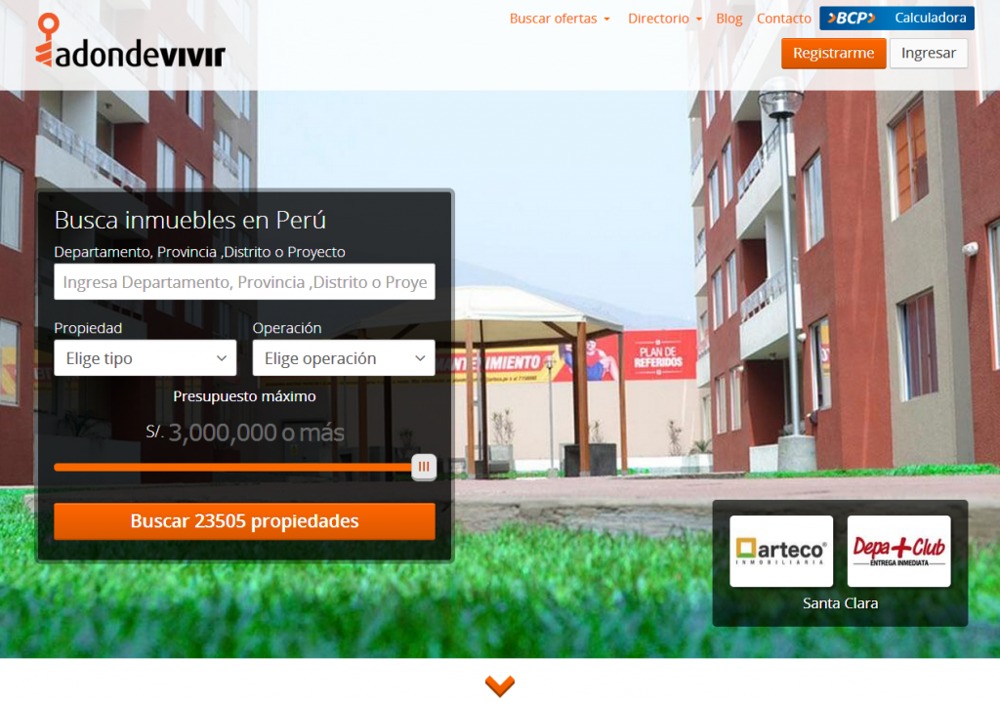 Buscar ofertas
Directorio
Blog
Contacto
BCP
Calculadora
adondevivir
Registrarme
Ingresar
Busca inmuebles en Perú
Departamento, Provincia ,Distrito o Proyecto
Ingresa Departamento, Provincia ,Distrito o Proye
Propiedad
Operación
Elige tipo
Elige operación
Presupuesto máximo
S/. 3,000,000 o más
Buscar 23505 propiedades
PLAN DE
REFERIDOS
arteco
INMOBILIARIA
Depa+Club
ENTREGA INMEDIATA
Santa Clara